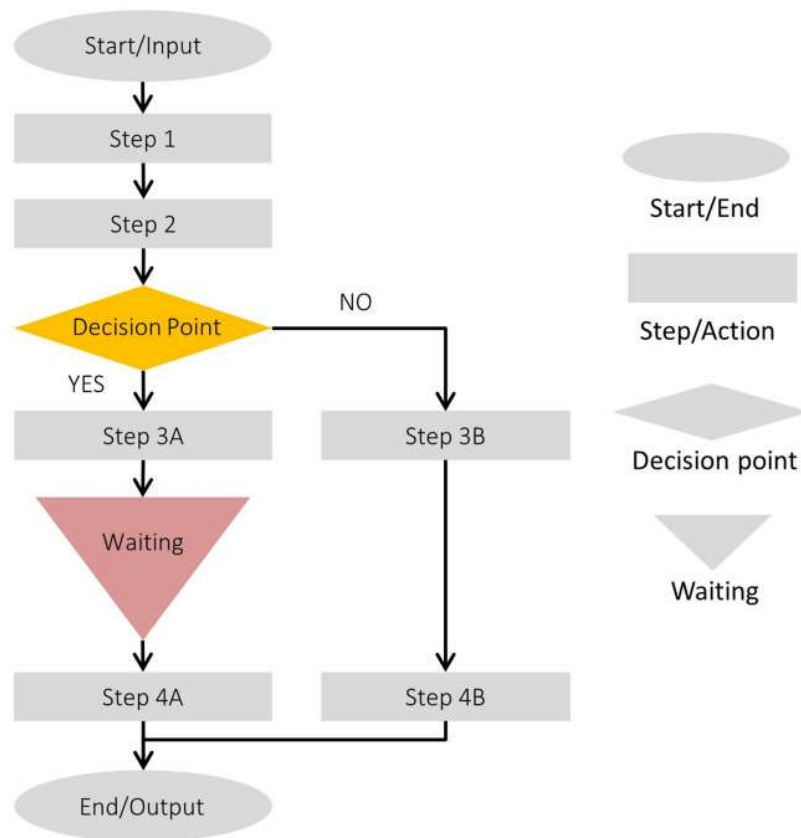 Start/Input
Step 1
Step 2
Decision Point
NO
YES
Step 3A
Step 3B
Waiting
Step 4A
Step 4B
End/Output
Start/End
Step/Action
Decision point
Waiting